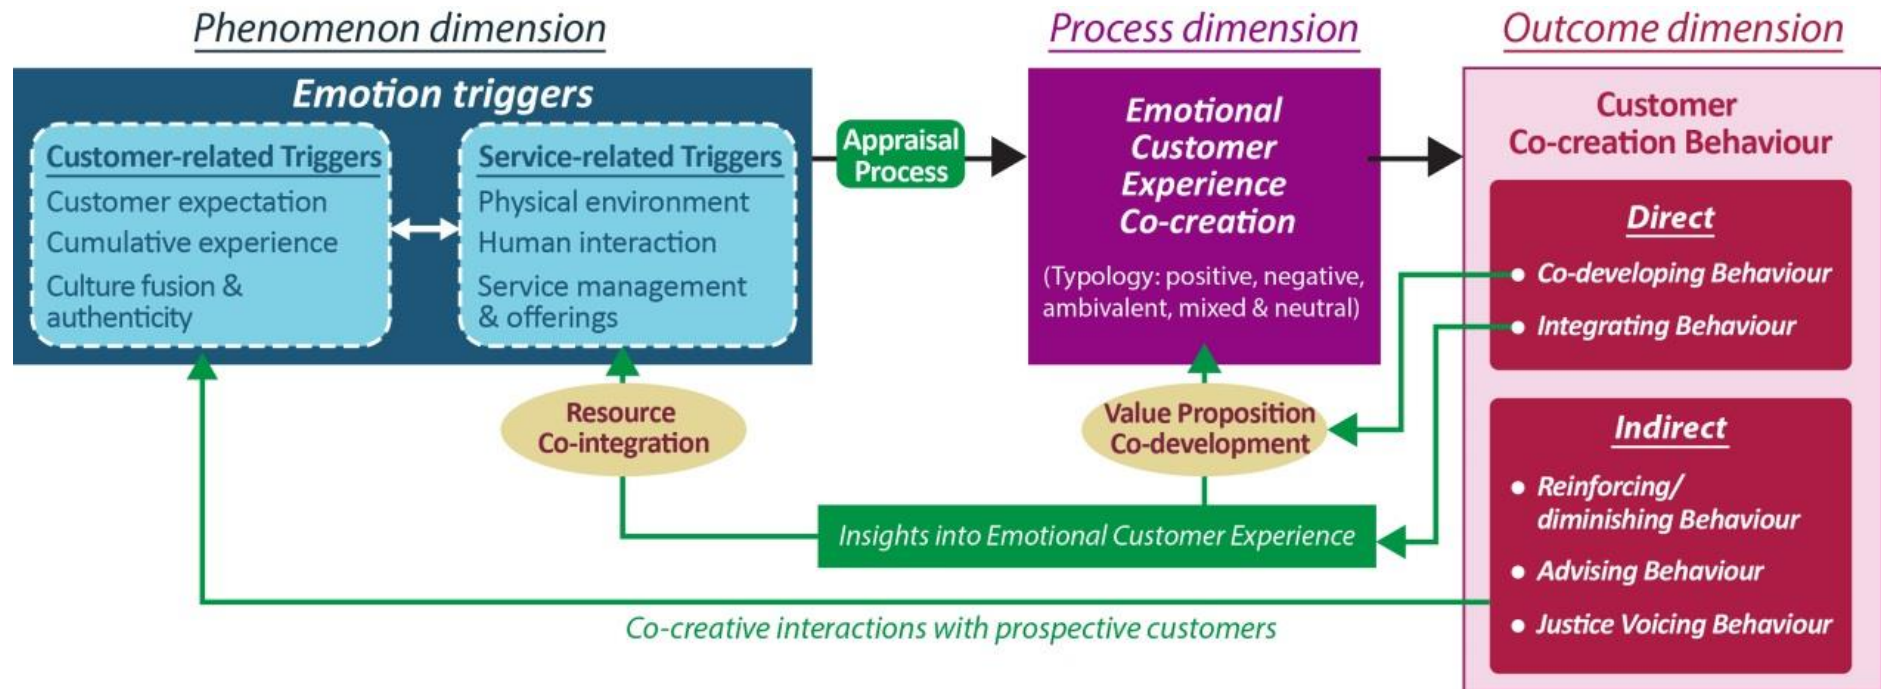 Phenomenon dimension
Process dimension
Outcome dimension
Emotion triggers
Customer-related Triggers
Customer expectation
Cumulative experience
Culture fusion &
authenticity
Service-related Triggers
Physical environment
Human interaction
Service management
& offerings
Appraisal
Process
Emotional
Customer
Experience
Co-creation
(Typology: positive, negative,
ambivalent, mixed & neutral)
Customer
Co-creation Behaviour
Direct
• Co-developing Behaviour
• Integrating Behaviour
Indirect
• Reinforcing/
diminishing Behaviour
• Advising Behaviour
• Justice Voicing Behaviour
Resource
Co-integration
Value Proposition
Co-development
Insights into Emotional Customer Experience
Co-creative interactions with prospective customers